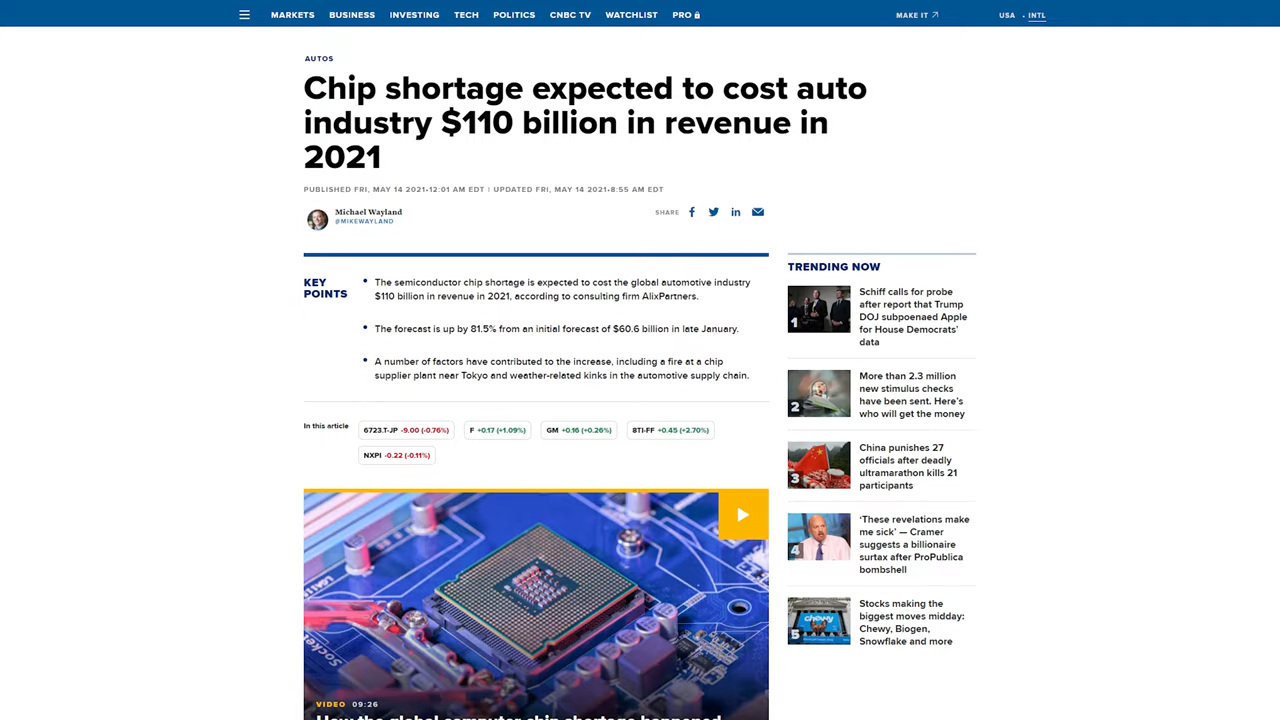 MARKETS BUSINESS INVESTING TECH POLITICS CNBC TV WATCHLIST PRO MAKE IT USA • INTL
AUTOS
Chip shortage expected to cost auto
industry $110 billion in revenue in
2021
PUBLISHED FRI, MAY 14 2021•12:01 AM EDT | UPDATED FRI, MAY 14 2021•8:55 AM EDT
Michael Wayland
@MIKEWAYLAND
SHARE
KEY
POINTS
• The semiconductor chip shortage is expected to cost the global automotive industry
$110 billion in revenue in 2021, according to consulting firm AlixPartners.
• The forecast is up by 81.5% from an initial forecast of $60.6 billion in late January.
• A number of factors have contributed to the increase, including a fire at a chip
supplier plant near Tokyo and weather-related kinks in the automotive supply chain.
In this article
6723.T-JP -9.00 (-0.76%) F +0.17 (+1.09%) GM +0.16 (+0.26%) 8TI-FF +0.45 (+2.70%)
NXPI -0.22 (-0.11%)
Socket
VIDEO 09:26
How the global computer chip shortage happened
TRENDING NOW
1
Schiff calls for probe
after report that Trump
DOJ subpoenaed Apple
for House Democrats'
data
2
More than 2.3 million
new stimulus checks
have been sent. Here's
who will get the money
3
China punishes 27
officials after deadly
ultramarathon kills 21
participants
4
‘These revelations make
me sick’ — Cramer
suggests a billionaire
surtax after ProPublica
bombshell
5
chewy
Stocks making the
biggest moves midday:
Chewy, Biogen,
Snowflake and more